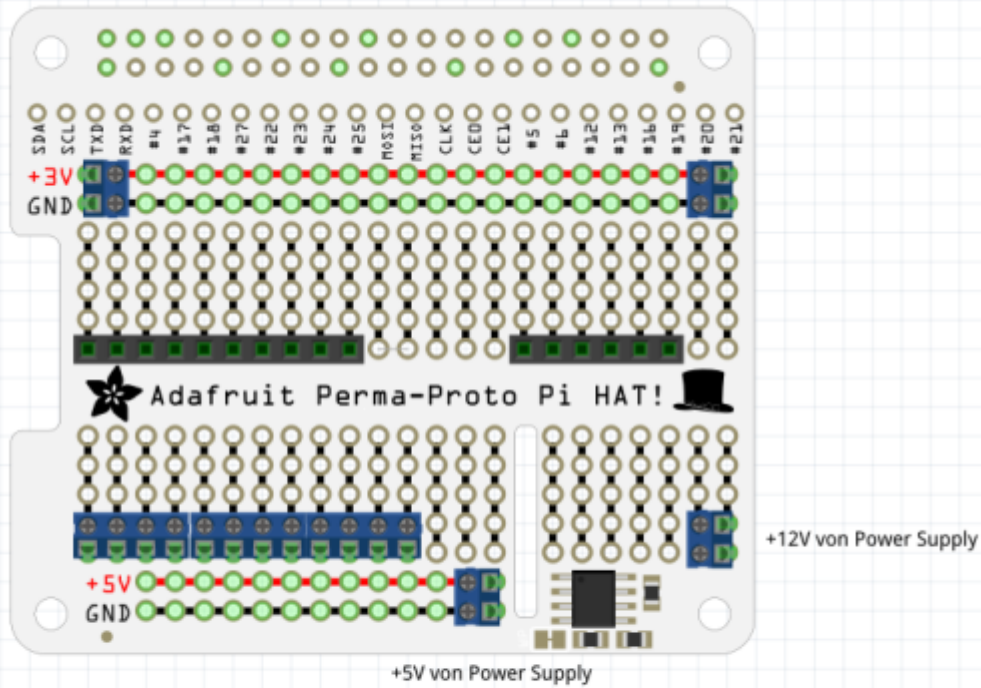 SDA SCL TXD RXD #4 #17 #18 #27 #22 #23 #24 #25 MOSI MISO CLK CE0 CE1 #5 #6 #12 #13 #16 #19 #20 #21
+3V
GND
Adafruit Perma-Proto Pi HAT!
+12V von Power Supply
+5V
GND
+5V von Power Supply